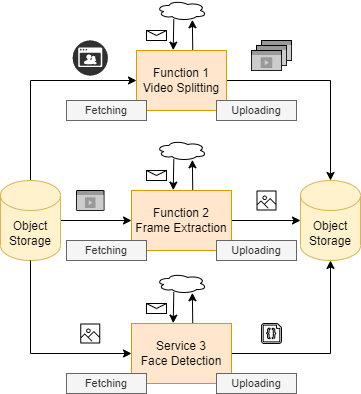 Function 1
Video Splitting
Fetching
Uploading
Object
Storage
Function 2
Frame Extraction
Object
Storage
Fetching
Uploading
Service 3
Face Detection
Fetching
Uploading